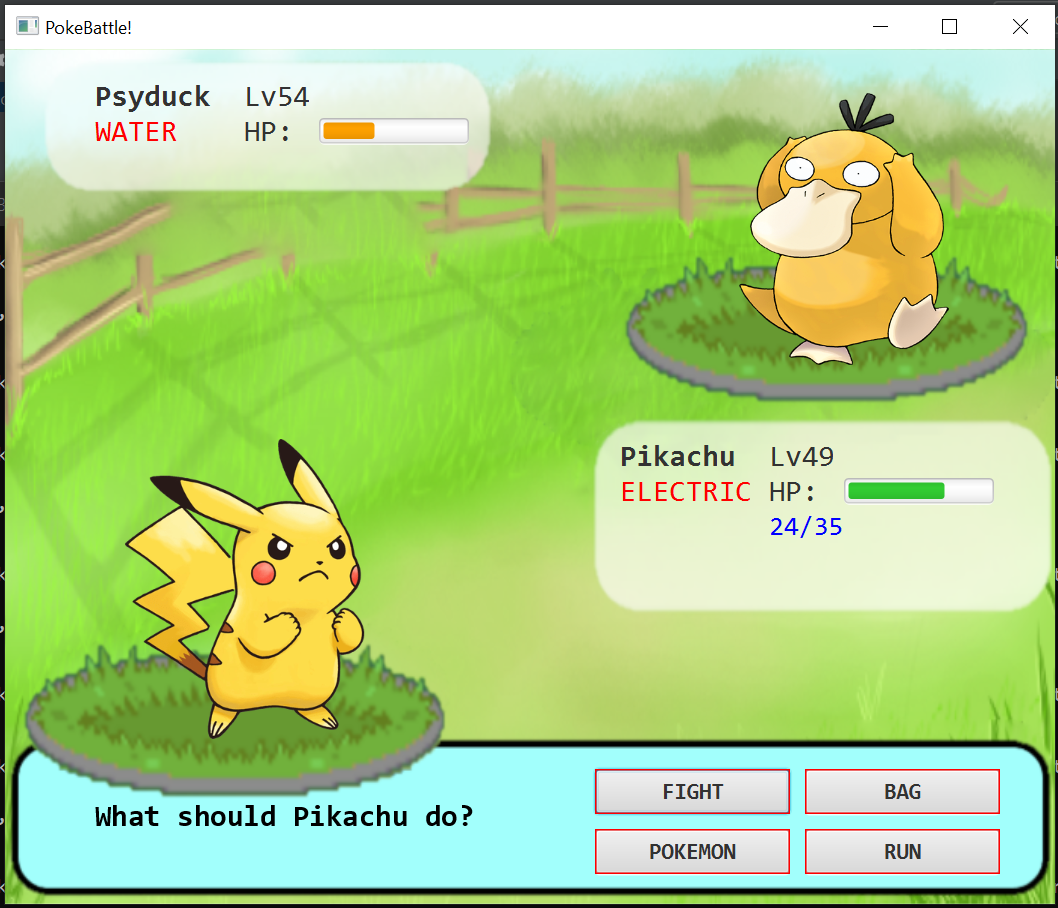 PokeBattle!
Psyduck Lv54
WATER HP:
Pikachu Lv49
ELECTRIC HP:
24/35
What should Pikachu do?
FIGHT BAG
POKEMON RUN